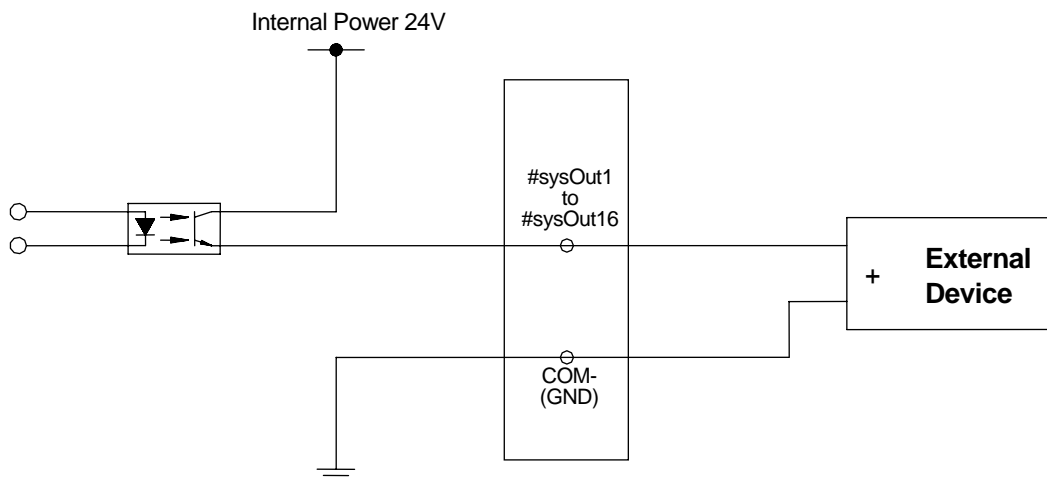 Internal Power 24V
#sysOut1
to
#sysOut16
+
External
Device
COM-
(GND)